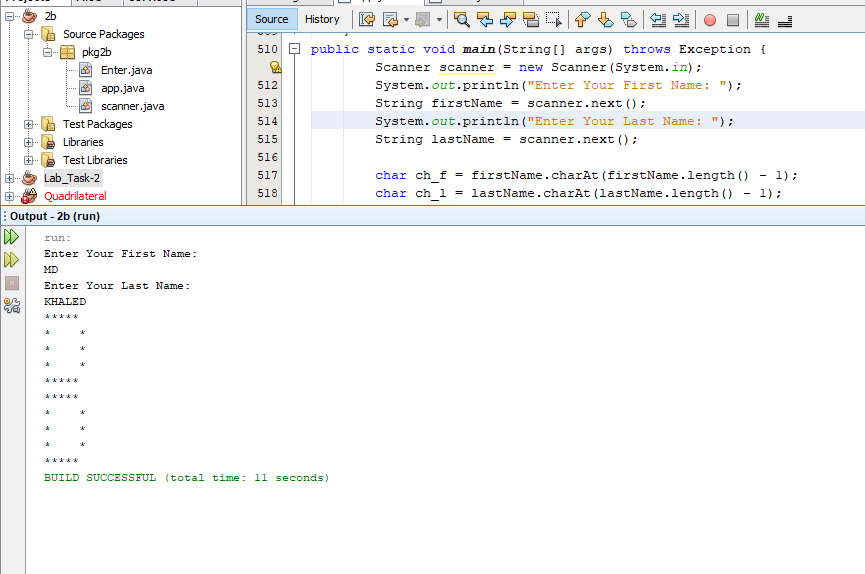 2b
Source Packages
pkg2b
Enter.java
app.java
scanner.java
Test Packages
Libraries
Test Libraries
Lab_Task-2
Quadrilateral
Source History
510 public static void main(String[] args) throws Exception {
Scanner scanner = new Scanner(System.in);
512 System.out.println("Enter Your First Name: ");
513 String firstName = scanner.next();
514 System.out.println("Enter Your Last Name: ");
515 String lastName = scanner.next();
516
517 char ch_f = firstName.charAt(firstName.length() - 1);
518 char ch_l = lastName.charAt(lastName.length() - 1);
Output - 2b (run)
run:
Enter Your First Name:
MD
Enter Your Last Name:
KHALED
*****
*    *
*    *
*    *
*****
*****
*    *
*    *
*    *
*****
BUILD SUCCESSFUL (total time: 11 seconds)